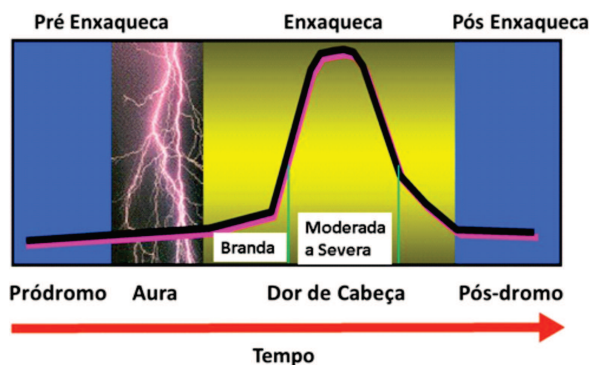 Pré Enxaqueca Enxaqueca Pós Enxaqueca
Branda
Moderada
a Severa
Pródromo Aura Dor de Cabeça Pós-dromo
Tempo